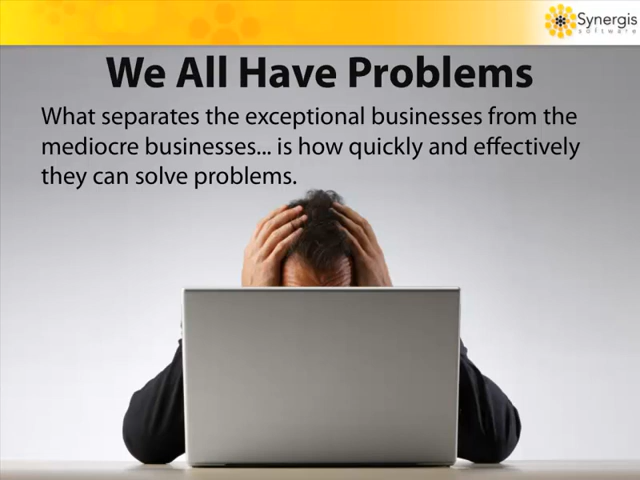 Synergis
software
We All Have Problems
What separates the exceptional businesses from the
mediocre businesses... is how quickly and effectively
they can solve problems.